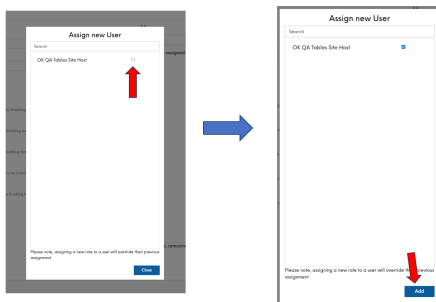 Assign new User
Search
OK QA Tables Site Host
Please note, assigning a new role to a user will override their previous
assignment
Close
Assign new User
Search
OK QA Tables Site Host
Please note, assigning a new role to a user will override their previous
assignment
Add